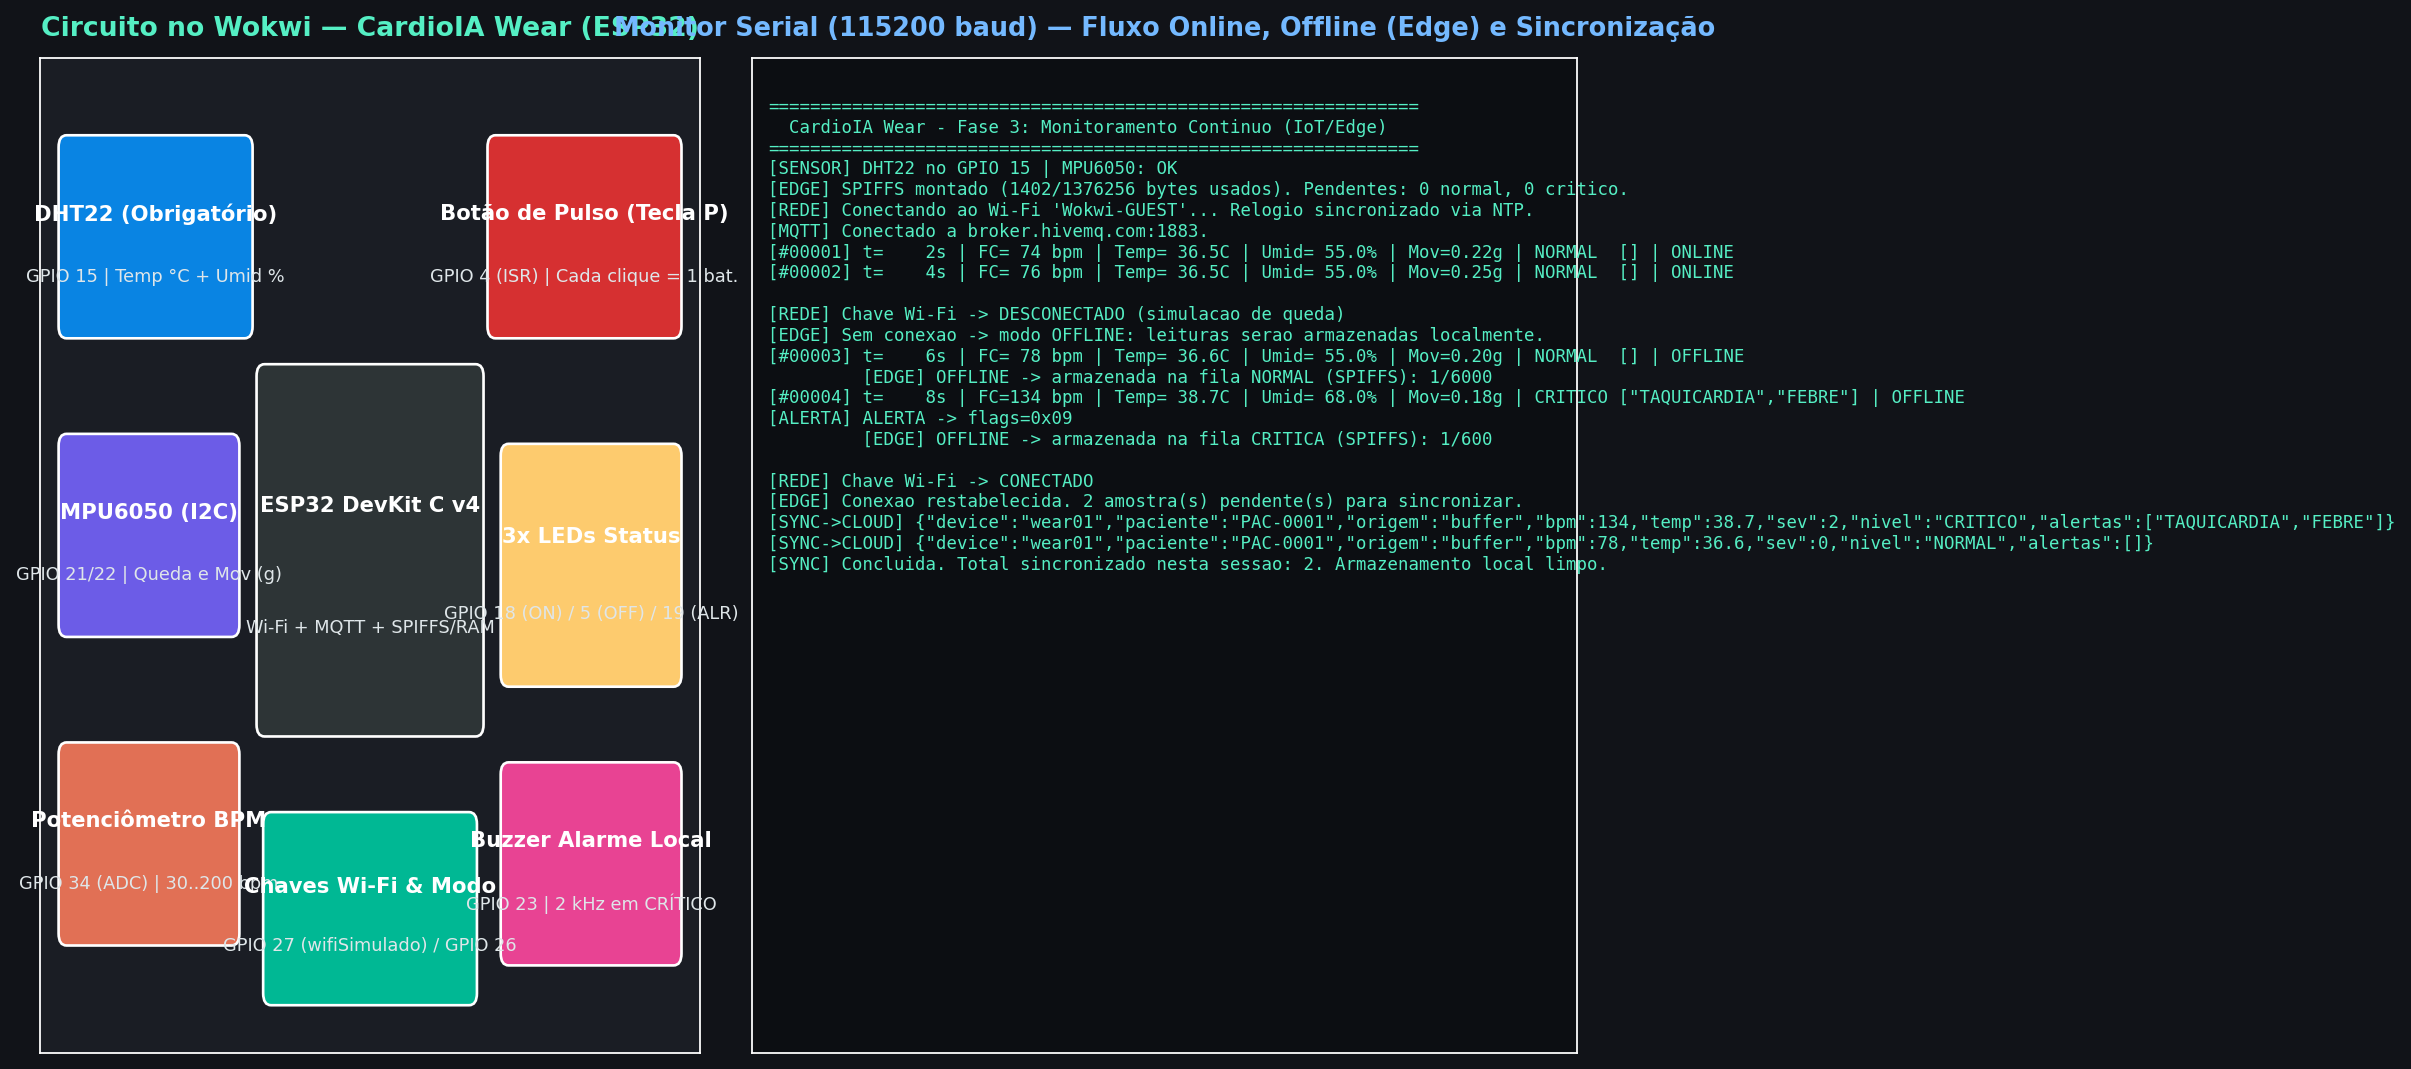 Circuito no Wokwi — CardioIA Wear (ESP32)
Monitor Serial (115200 baud) — Fluxo Online, Offline (Edge) e Sincronização
DHT22 (Obrigatório)
GPIO 15 | Temp °C + Umid %
Botão de Pulso (Tecla P)
GPIO 4 (ISR) | Cada clique = 1 bat.
MPU6050 (I2C)
GPIO 21/22 | Queda e Mov (g)
ESP32 DevKit C v4
Wi-Fi + MQTT + SPIFFS/RAM
3x LEDs Status
GPIO 18 (ON) / 5 (OFF) / 19 (ALR)
Potenciômetro BPM
GPIO 34 (ADC) | 30..200 bpm
Chaves Wi-Fi & Modo
GPIO 27 (wifiSimulado) / GPIO 26
Buzzer Alarme Local
GPIO 23 | 2 kHz em CRÍTICO
==============================================================
  CardioIA Wear - Fase 3: Monitoramento Continuo (IoT/Edge)
==============================================================
[SENSOR] DHT22 no GPIO 15 | MPU6050: OK
[EDGE] SPIFFS montado (1402/1376256 bytes usados). Pendentes: 0 normal, 0 critico.
[REDE] Conectando ao Wi-Fi 'Wokwi-GUEST'... Relogio sincronizado via NTP.
[MQTT] Conectado a broker.hivemq.com:1883.
[#00001] t=    2s | FC= 74 bpm | Temp= 36.5C | Umid= 55.0% | Mov=0.22g | NORMAL  [] | ONLINE
[#00002] t=    4s | FC= 76 bpm | Temp= 36.5C | Umid= 55.0% | Mov=0.25g | NORMAL  [] | ONLINE
[REDE] Chave Wi-Fi -> DESCONECTADO (simulacao de queda)
[EDGE] Sem conexao -> modo OFFLINE: leituras serao armazenadas localmente.
[#00003] t=    6s | FC= 78 bpm | Temp= 36.6C | Umid= 55.0% | Mov=0.20g | NORMAL  [] | OFFLINE
         [EDGE] OFFLINE -> armazenada na fila NORMAL (SPIFFS): 1/6000
[#00004] t=    8s | FC=134 bpm | Temp= 38.7C | Umid= 68.0% | Mov=0.18g | CRITICO ["TAQUICARDIA","FEBRE"] | OFFLINE
[ALERTA] ALERTA -> flags=0x09
         [EDGE] OFFLINE -> armazenada na fila CRITICA (SPIFFS): 1/600
[REDE] Chave Wi-Fi -> CONECTADO
[EDGE] Conexao restabelecida. 2 amostra(s) pendente(s) para sincronizar.
[SYNC->CLOUD] {"device":"wear01","paciente":"PAC-0001","origem":"buffer","bpm":134,"temp":38.7,"sev":2,"nivel":"CRITICO","alertas":["TAQUICARDIA","FEBRE"]}
[SYNC->CLOUD] {"device":"wear01","paciente":"PAC-0001","origem":"buffer","bpm":78,"temp":36.6,"sev":0,"nivel":"NORMAL","alertas":[]}
[SYNC] Concluida. Total sincronizado nesta sessao: 2. Armazenamento local limpo.